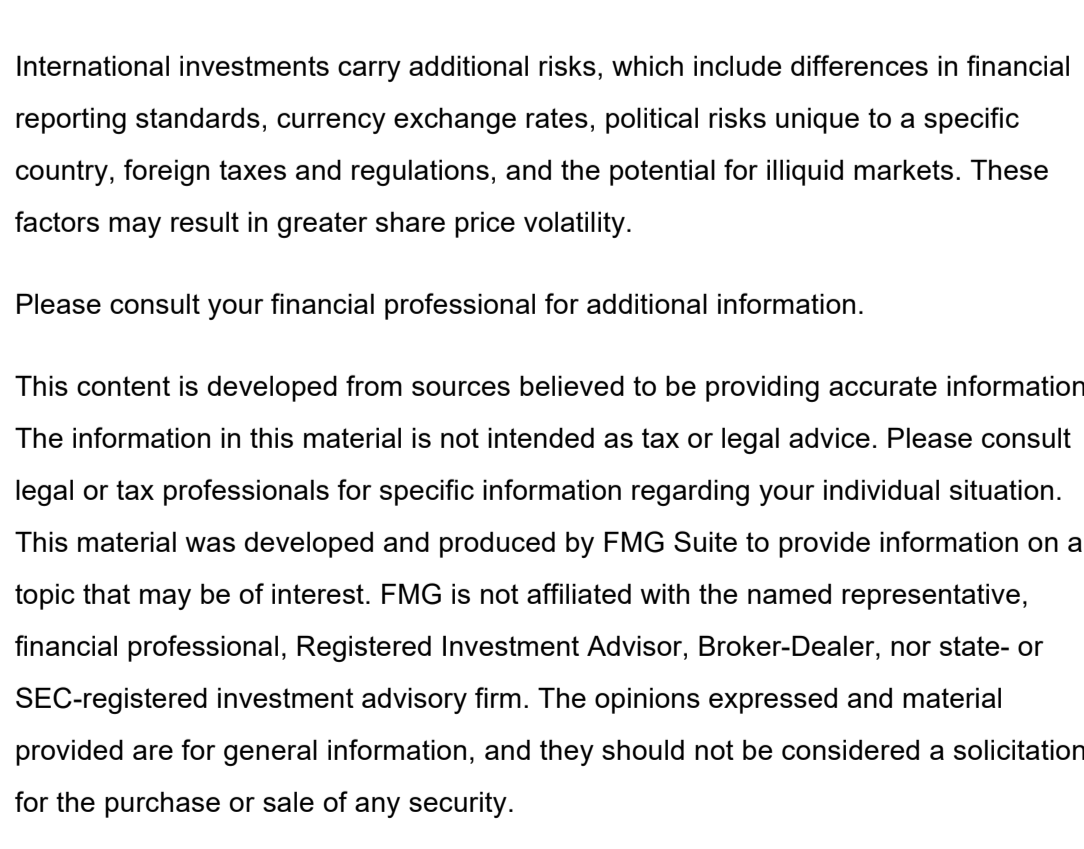 International investments carry additional risks, which include differences in financial
reporting standards, currency exchange rates, political risks unique to a specific
country, foreign taxes and regulations, and the potential for illiquid markets. These
factors may result in greater share price volatility.
Please consult your financial professional for additional information.
This content is developed from sources believed to be providing accurate information
The information in this material is not intended as tax or legal advice. Please consult
legal or tax professionals for specific information regarding your individual situation.
This material was developed and produced by FMG Suite to provide information on a
topic that may be of interest. FMG is not affiliated with the named representative,
financial professional, Registered Investment Advisor, Broker-Dealer, nor state- or
SEC-registered investment advisory firm. The opinions expressed and material
provided are for general information, and they should not be considered a solicitation
for the purchase or sale of any security.